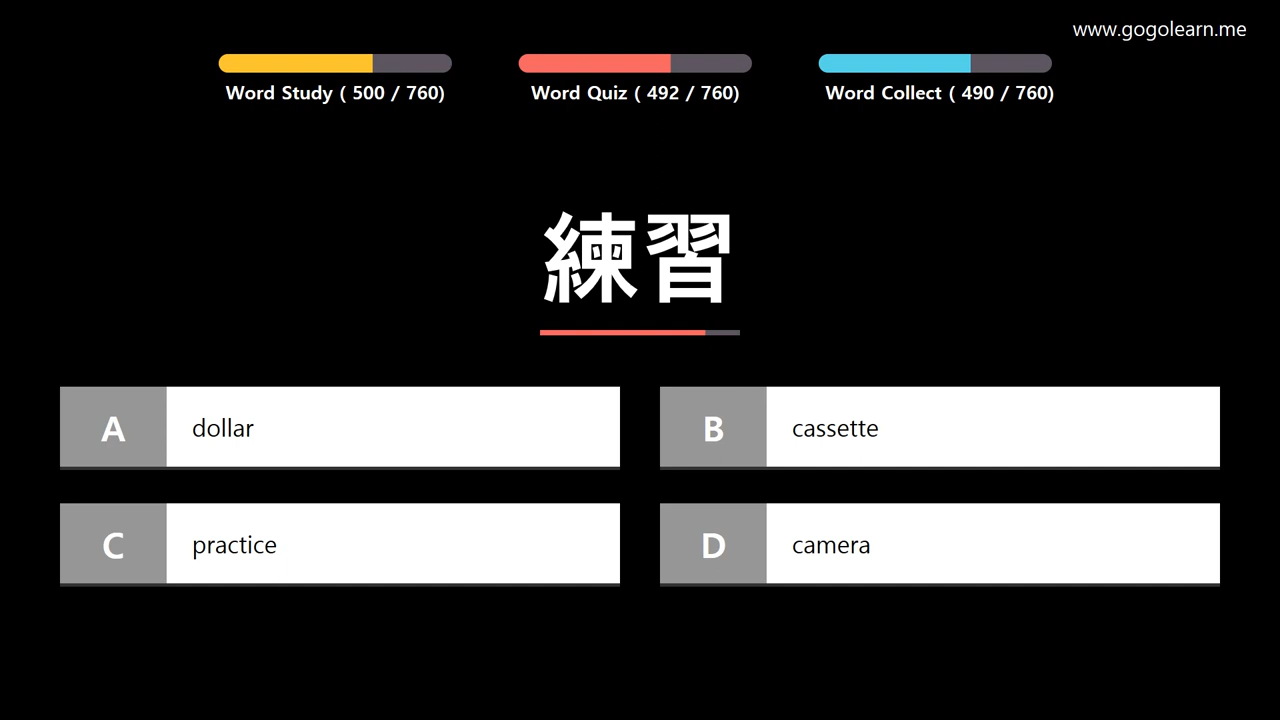 www.gogolearn.me
Word Study ( 500 / 760)
Word Quiz ( 492 / 760)
Word Collect ( 490 / 760)
練習
A dollar
B cassette
C practice
D camera